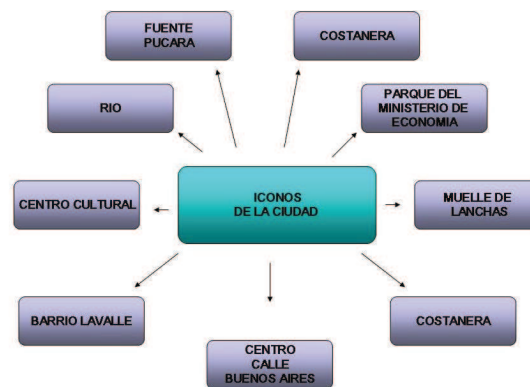 FUENTE
PUCARA
COSTANERA
RIO
PARQUE DEL
MINISTERIO DE
ECONOMIA
CENTRO CULTURAL
ICONOS
DE LA CIUDAD
MUELLE DE
LANCHAS
BARRIO LAVALLE
COSTANERA
CENTRO
CALLE
BUENOS AIRES